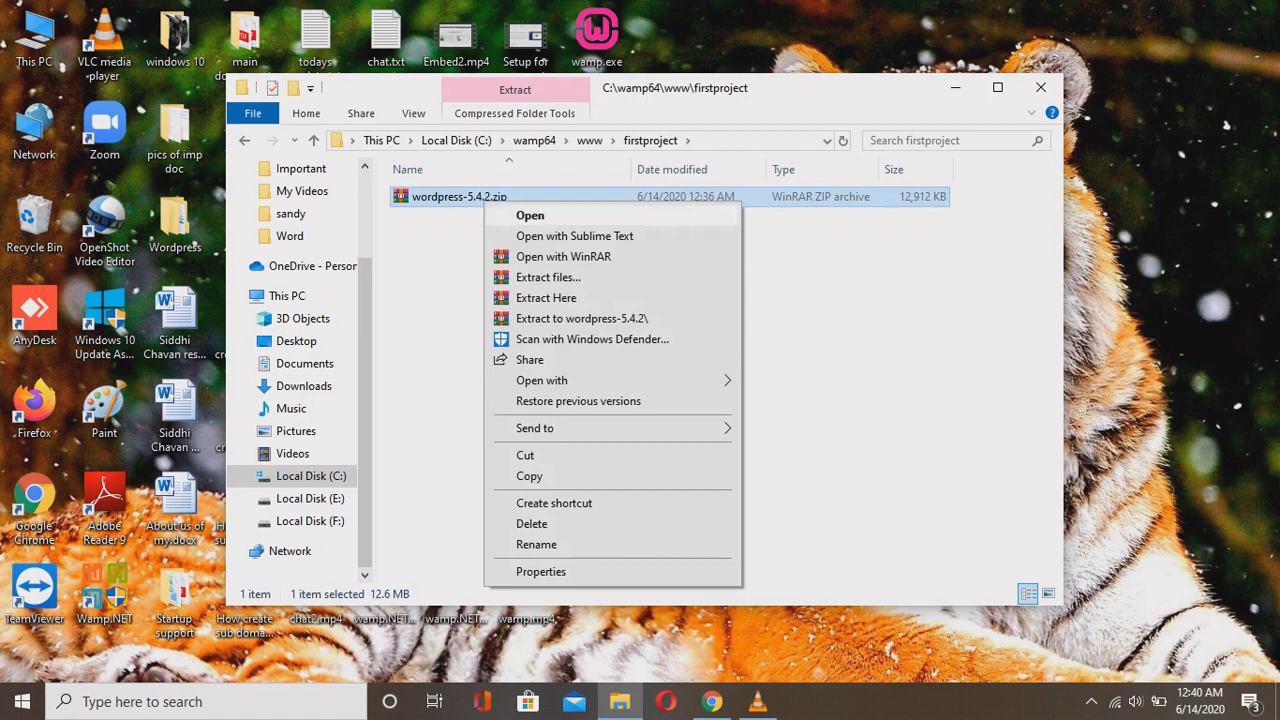 This PC
VLC media
player
windows 10
main
todays
chat.txt
Embed2.mp4
Setup for
wamp.exe
Extract
C:\wamp64\www\firstproject
File
Home
Share
View
Compressed Folder Tools
This PC
Local Disk (C:)
wamp64
www
firstproject
Search firstproject
Name
Date modified
Type
Size
wordpress-5.4.2.zip
6/14/2020 12:36 AM
WinRAR ZIP archive
12,912 KB
Open
Open with Sublime Text
Open with WinRAR
Extract files...
Extract Here
Extract to wordpress-5.4.2\
Scan with Windows Defender...
Share
Open with
Restore previous versions
Send to
Cut
Copy
Create shortcut
Delete
Rename
Properties
Important
My Videos
sandy
Word
OneDrive - Person
This PC
3D Objects
Desktop
Documents
Downloads
Music
Pictures
Videos
Local Disk (C:)
Local Disk (E:)
Local Disk (F:)
Network
1 item
1 item selected
12.6 MB
Network
Zoom
pics of imp
doc
Recycle Bin
OpenShot
Video Editor
Wordpress
AnyDesk
Windows 10
Update As...
Siddhi
Chavan res...
Firefox
Paint
Siddhi
Chavan ...
Google
Chrome
Adobe
Reader 9
About us of
my.docx
TeamViewer
Wamp.NET
Startup
support
How create
sub doma...
chat2.mp4
wamp.NET...
wamp.NET...
wamp.mp4
Type here to search
12:40 AM
6/14/2020
3